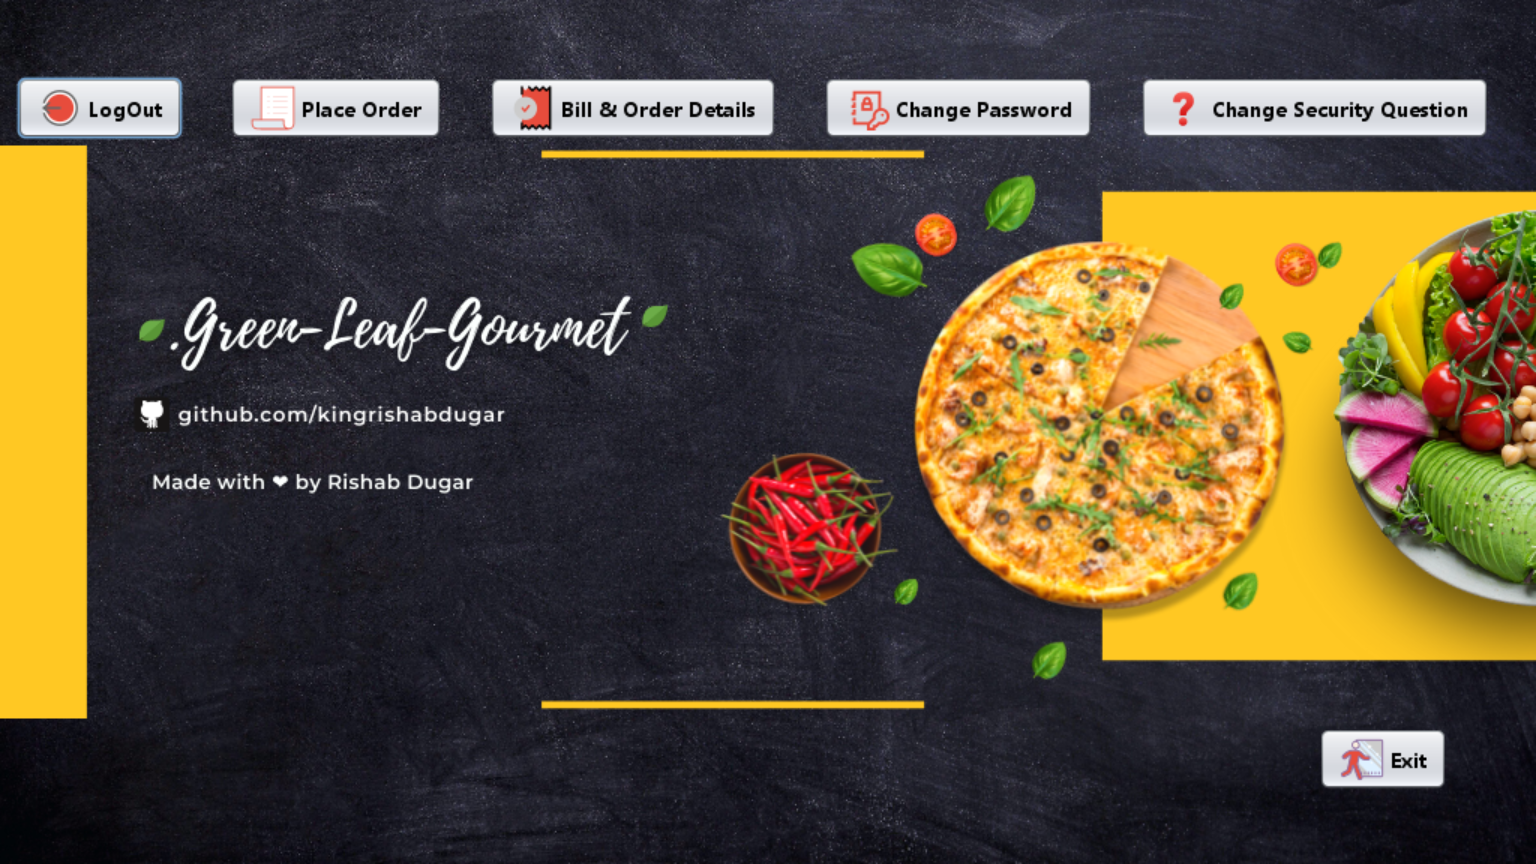 LogOut
Place Order
Bill & Order Details
Change Password
Change Security Question
.Green-Leaf-Gourmet
github.com/kingrishabdugar
Made with ❤ by Rishab Dugar
Exit